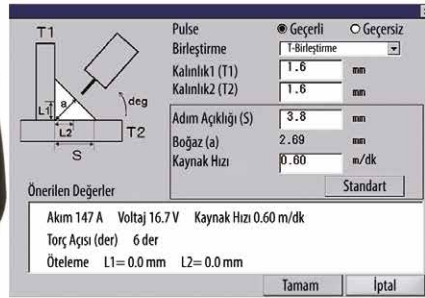 T1
Pulse Geçerli Geçersiz
Birleştirme T-Birleştirme
Kalınlık1 (T1) 1.6 mm
Kalınlık2 (T2) 1.6 mm
a deg
L1
L2 T2
S
Adım Açıklığı (S) 3.8 mm
Boğaz (a) 2.69 mm
Kaynak Hızı 0.60 m/dk
Standart
Önerilen Değerler
Akım 147 A Voltaj 16.7 V Kaynak Hızı 0.60 m/dk
Torç Açısı (der) 6 der
Öteleme L1= 0.0 mm L2= 0.0 mm
Tamam İptal